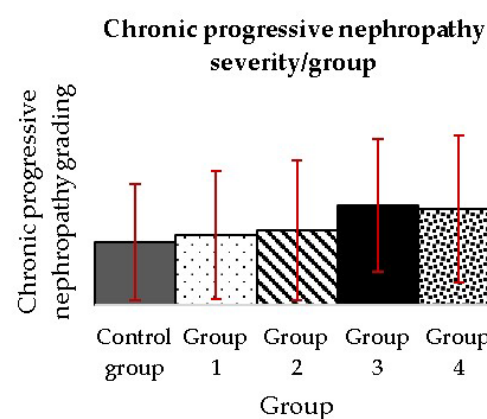 Chronic progressive nephropathy
severity/group
Chronic progressive
nephropathy grading
Control group
Group 1
Group 2
Group 3
Group 4
Group